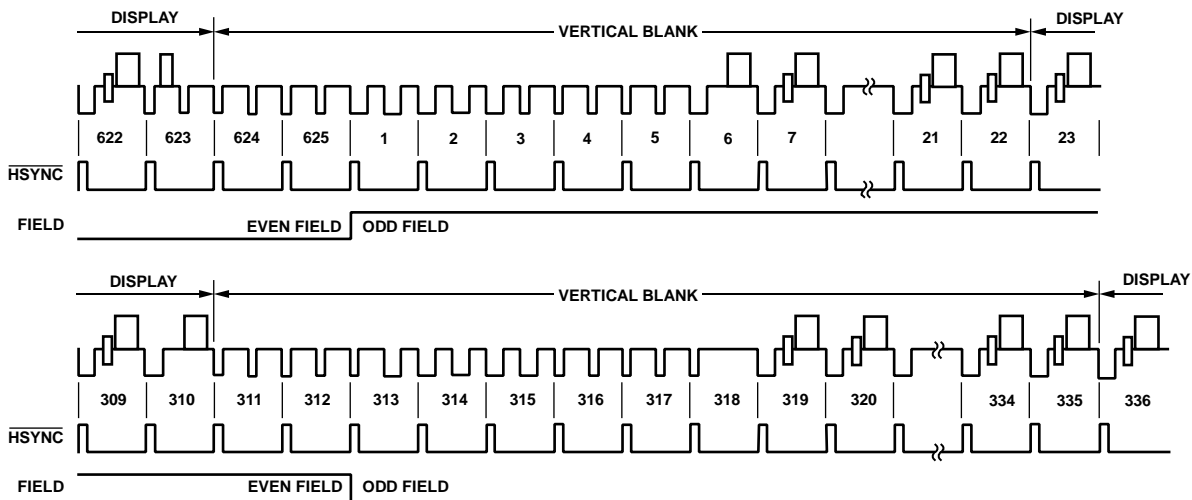 DISPLAY VERTICAL BLANK DISPLAY
622 623 624 625 1 2 3 4 5 6 7 21 22 23
HSYNC
FIELD EVEN FIELD ODD FIELD
DISPLAY VERTICAL BLANK DISPLAY
309 310 311 312 313 314 315 316 317 318 319 320 334 335 336
HSYNC
FIELD EVEN FIELD ODD FIELD